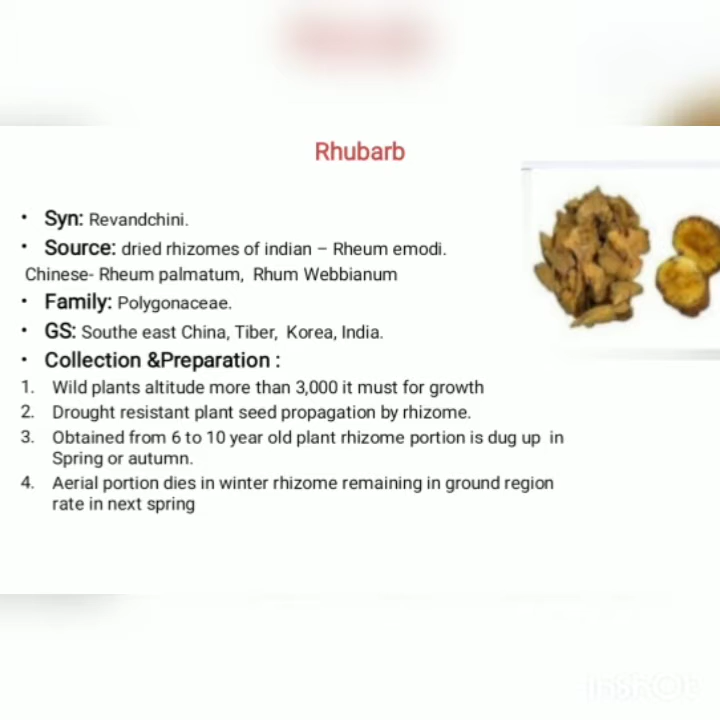 Rhubarb
• Syn: Revandchini.
• Source: dried rhizomes of indian – Rheum emodi.
Chinese- Rheum palmatum, Rhum Webbianum
• Family: Polygonaceae.
• GS: Southe east China, Tiber, Korea, India.
• Collection &Preparation :
1. Wild plants altitude more than 3,000 it must for growth
2. Drought resistant plant seed propagation by rhizome.
3. Obtained from 6 to 10 year old plant rhizome portion is dug up in
Spring or autumn.
4. Aerial portion dies in winter rhizome remaining in ground region
rate in next spring